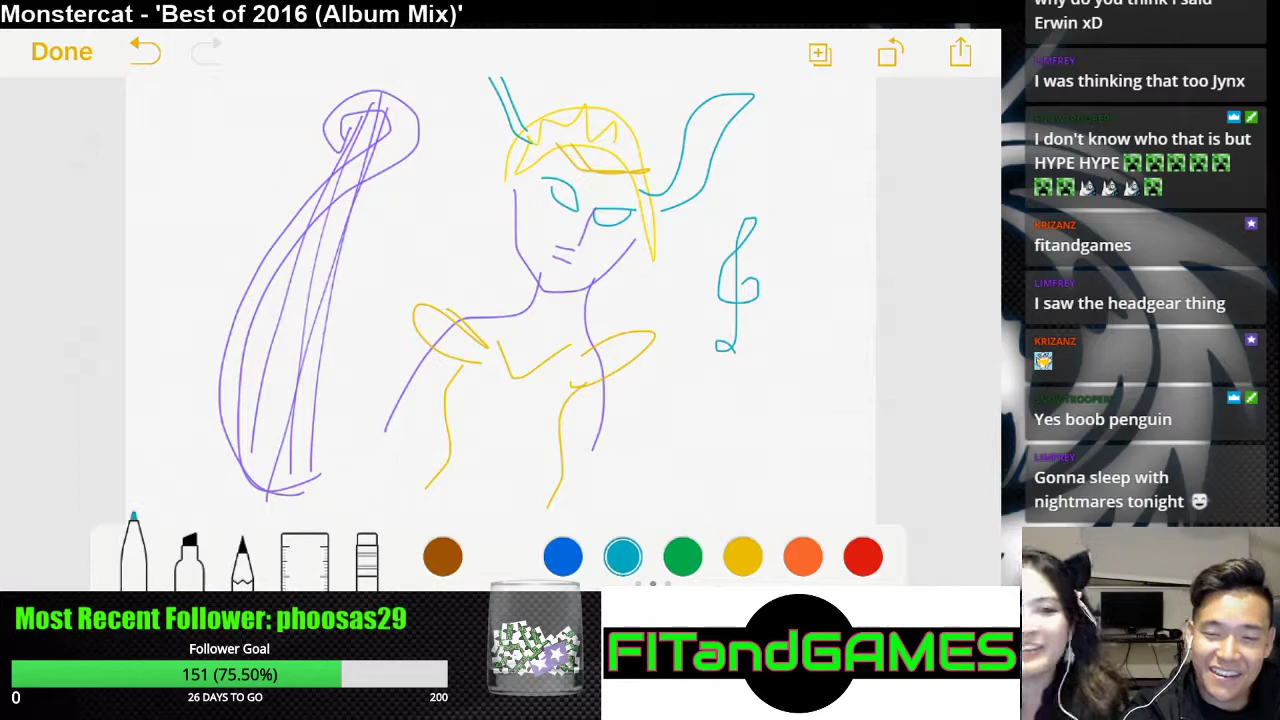 Monstercat - 'Best of 2016 (Album Mix)'
Done
why do you think I said
Erwin xD
LIMFREY
I was thinking that too Jynx
I don't know who that is but
HYPE HYPE
KRIZANZ
fitandgames
LIMFREY
I saw the headgear thing
KRIZANZ
Yes boob penguin
LIMFREY
Gonna sleep with
nightmares tonight
Most Recent Follower: phoosas29
Follower Goal
151 (75.50%)
0
26 DAYS TO GO
200
FITandGAMES